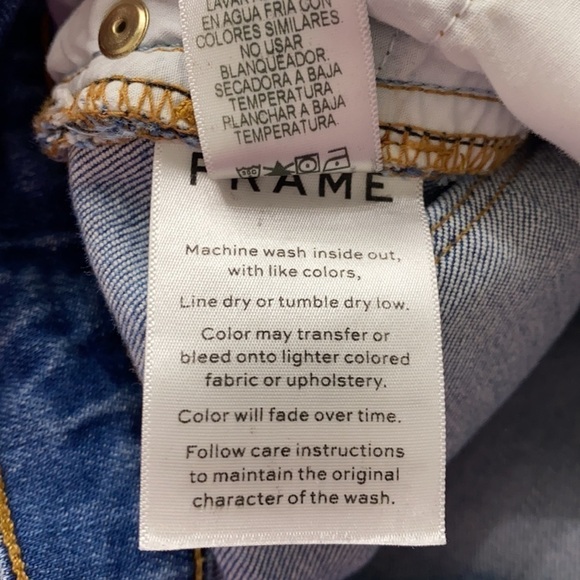 LAVAR
EN AGUA FRIA CON
COLORES SIMILARES.
NO USAR
BLANQUEADOR.
SECADORA A BAJA
TEMPERATURA
PLANCHAR A BAJA
TEMPERATURA.
FRAME
Machine wash inside out,
with like colors,
Line dry or tumble dry low.
Color may transfer or
bleed onto lighter colored
fabric or upholstery.
Color will fade over time.
Follow care instructions
to maintain the original
character of the wash.